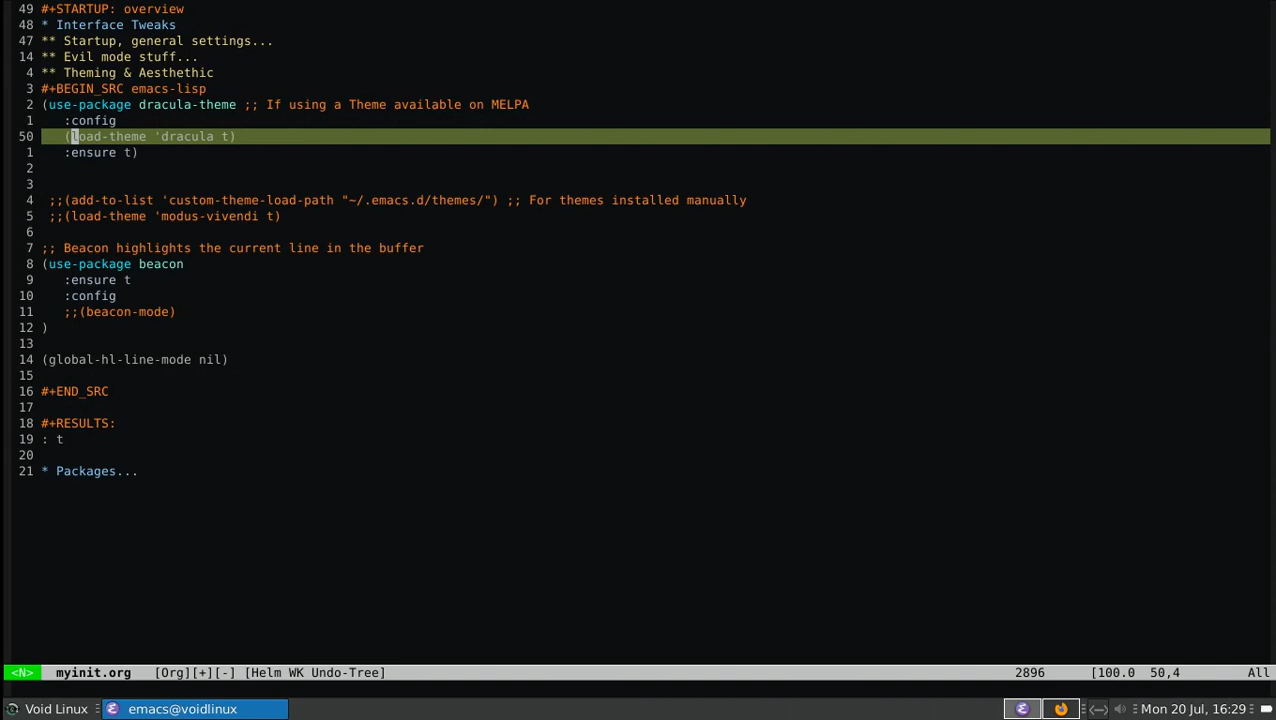 49 #+STARTUP: overview
48 * Interface Tweaks
47 ** Startup, general settings...
14 ** Evil mode stuff...
4 ** Theming & Aesthethic
3 #+BEGIN_SRC emacs-lisp
2 (use-package dracula-theme ;; If using a Theme available on MELPA
1    :config
50    (load-theme 'dracula t)
1    :ensure t)
2
3
4  ;;(add-to-list 'custom-theme-load-path "~/.emacs.d/themes/") ;; For themes installed manually
5  ;;(load-theme 'modus-vivendi t)
6
7 ;; Beacon highlights the current line in the buffer
8 (use-package beacon
9    :ensure t
10    :config
11    ;;(beacon-mode)
12 )
13
14 (global-hl-line-mode nil)
15
16 #+END_SRC
17
18 #+RESULTS:
19 : t
20
21 * Packages...
<N> myinit.org [Org][+][-] [Helm WK Undo-Tree] 2896 [100.0 50,4 All
Void Linux emacs@voidlinux Mon 20 Jul, 16:29